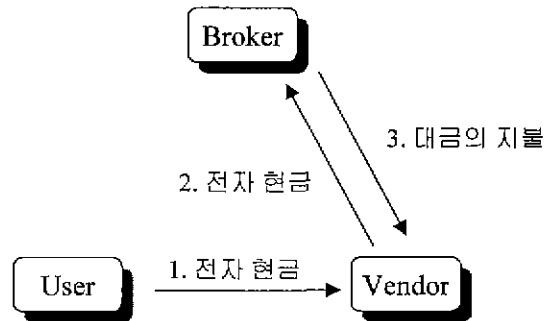 Broker
3. 대금의 지불
2. 전자 현금
1. 전자 현금
User
Vendor